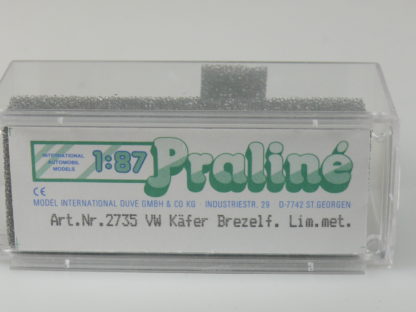 INTERNATIONAL
AUTOMOBIL
MODELS
1:87
Praliné
CE
MODEL INTERNATIONAL DUVE GMBH & CO KG · INDUSTRIESTR. 29 D-7742 ST.GEORGEN
Art.Nr.2735 VW Käfer Brezelf. Lim.met.